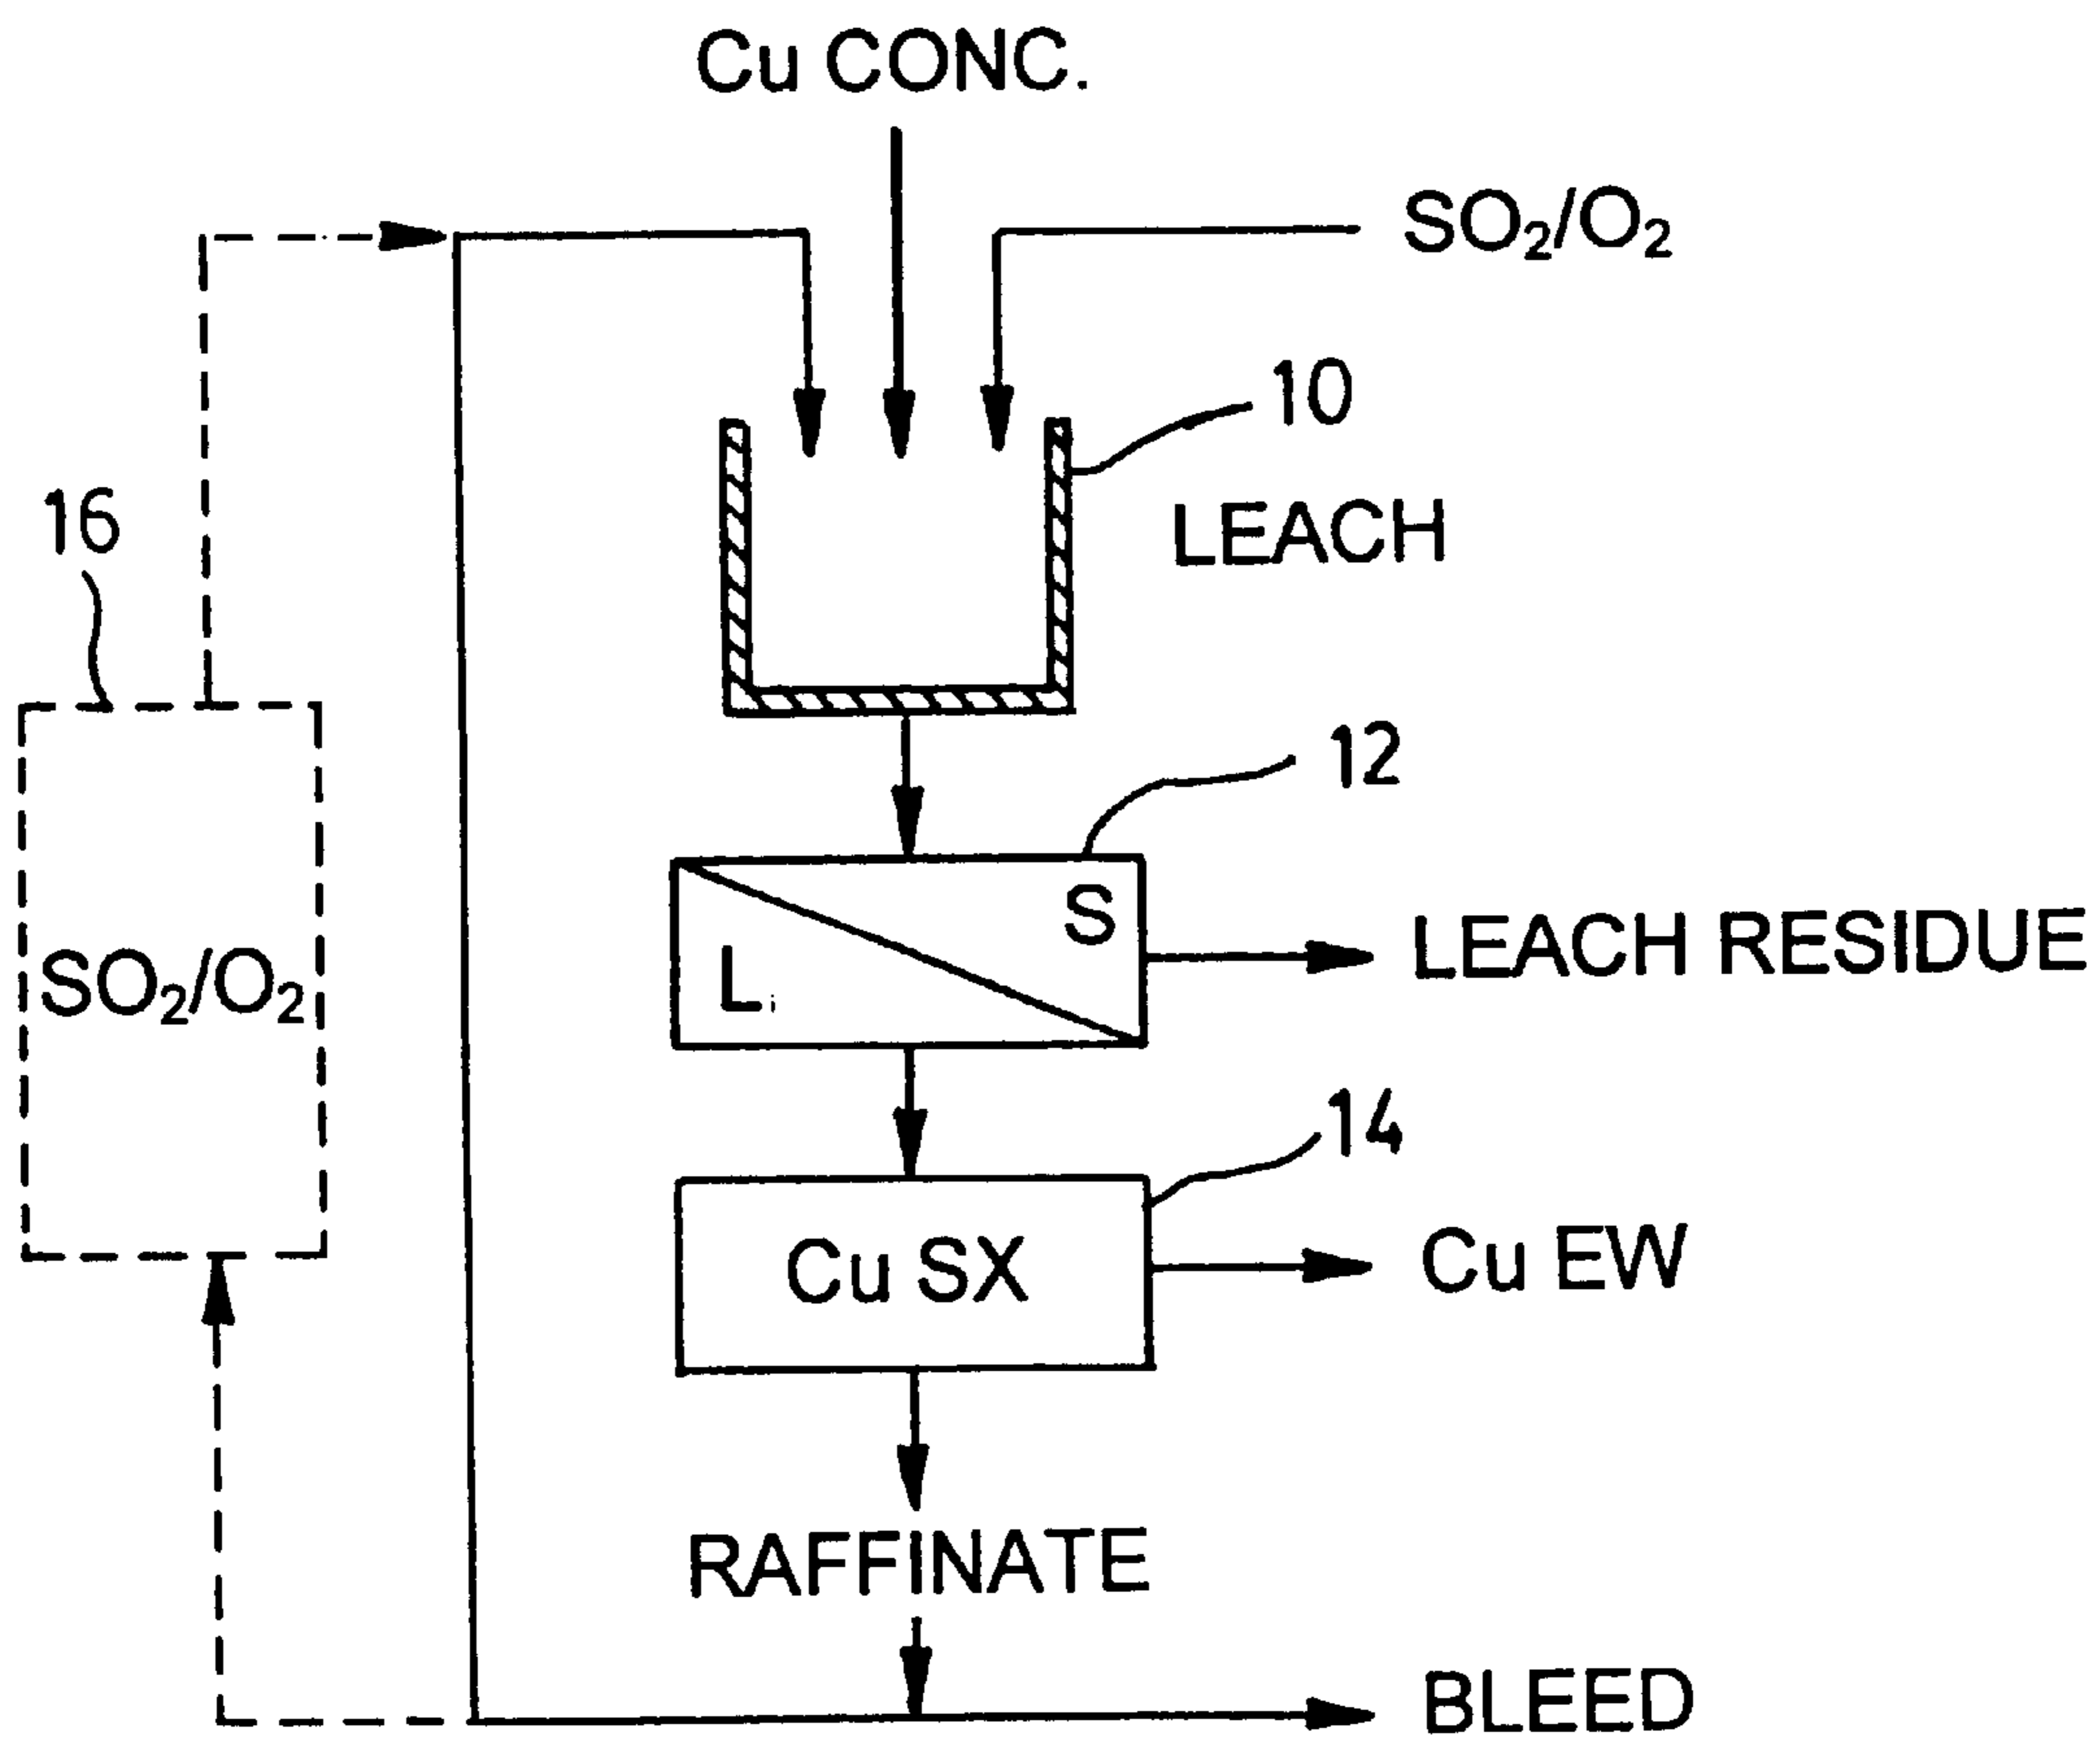 Cu CONC.
SO₂/O₂
10
LEACH
16
12
S
L
LEACH RESIDUE
SO₂/O₂
14
Cu SX
Cu EW
RAFFINATE
BLEED